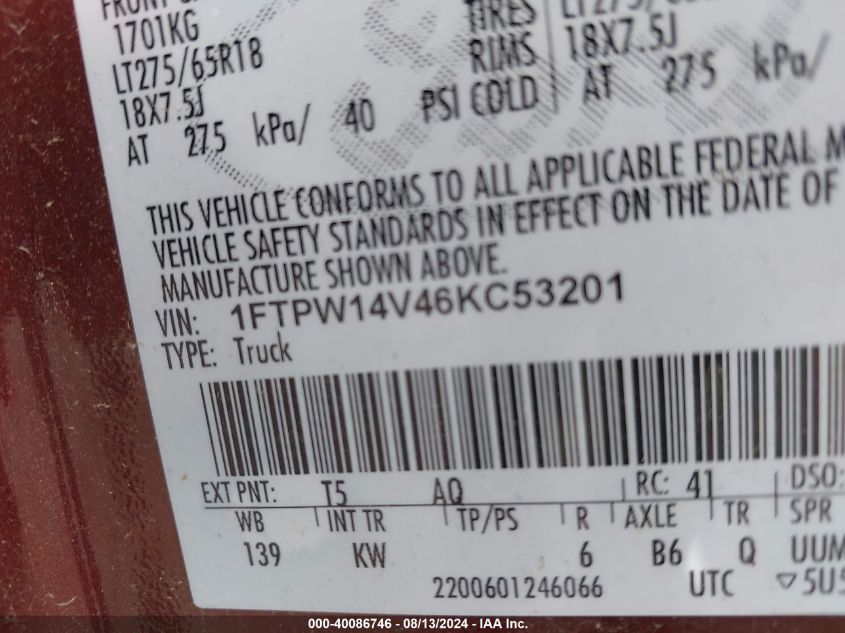 1701KG
LT275/65R18
18X7.5J
AT 275 kPa/ 40 PSI COLD
TIRES
RIMS 18X7.5J
AT 275 kPa/
THIS VEHICLE CONFORMS TO ALL APPLICABLE FEDERAL M
VEHICLE SAFETY STANDARDS IN EFFECT ON THE DATE OF
MANUFACTURE SHOWN ABOVE.
VIN: 1FTPW14V46KC53201
TYPE: Truck
EXT PNT: T5 AQ RC: 41 DSO:
WB INT TR TP/PS R AXLE TR SPR
139 KW 6 B6 Q UUM
2200601246066 UTC ▽5U5
000-40086746 - 08/13/2024 - IAA Inc.